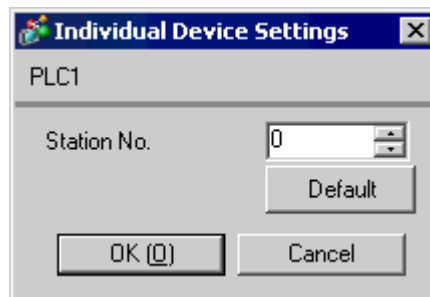 Individual Device Settings
PLC1
Station No. 0
Default
OK (O) Cancel